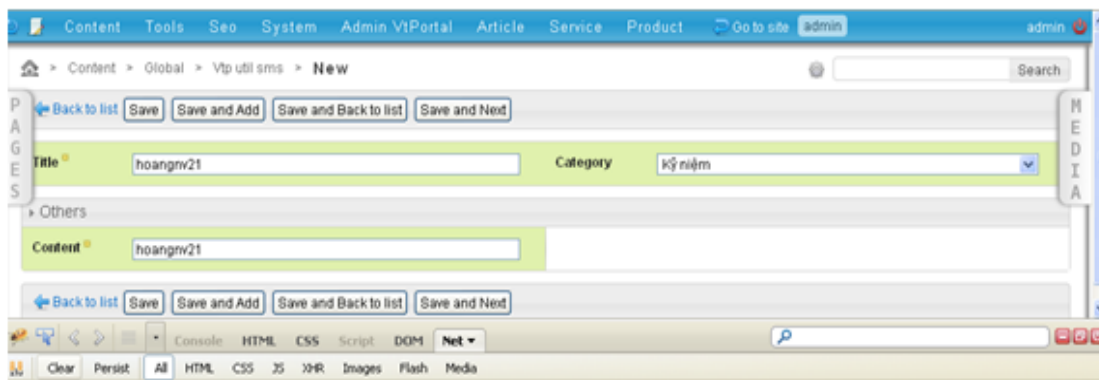 Content Tools Seo System Admin VtPortal Article Service Product Go to site admin admin
> Content > Global > Vtp util sms > New Search
PAGES
MEDIA
Back to list Save Save and Add Save and Back to list Save and Next
Title hoangnv21 Category Kỷ niệm
Others
Content hoangnv21
Back to list Save Save and Add Save and Back to list Save and Next
Console HTML CSS Script DOM Net
Clear Persist All HTML CSS JS XHR Images Flash Media